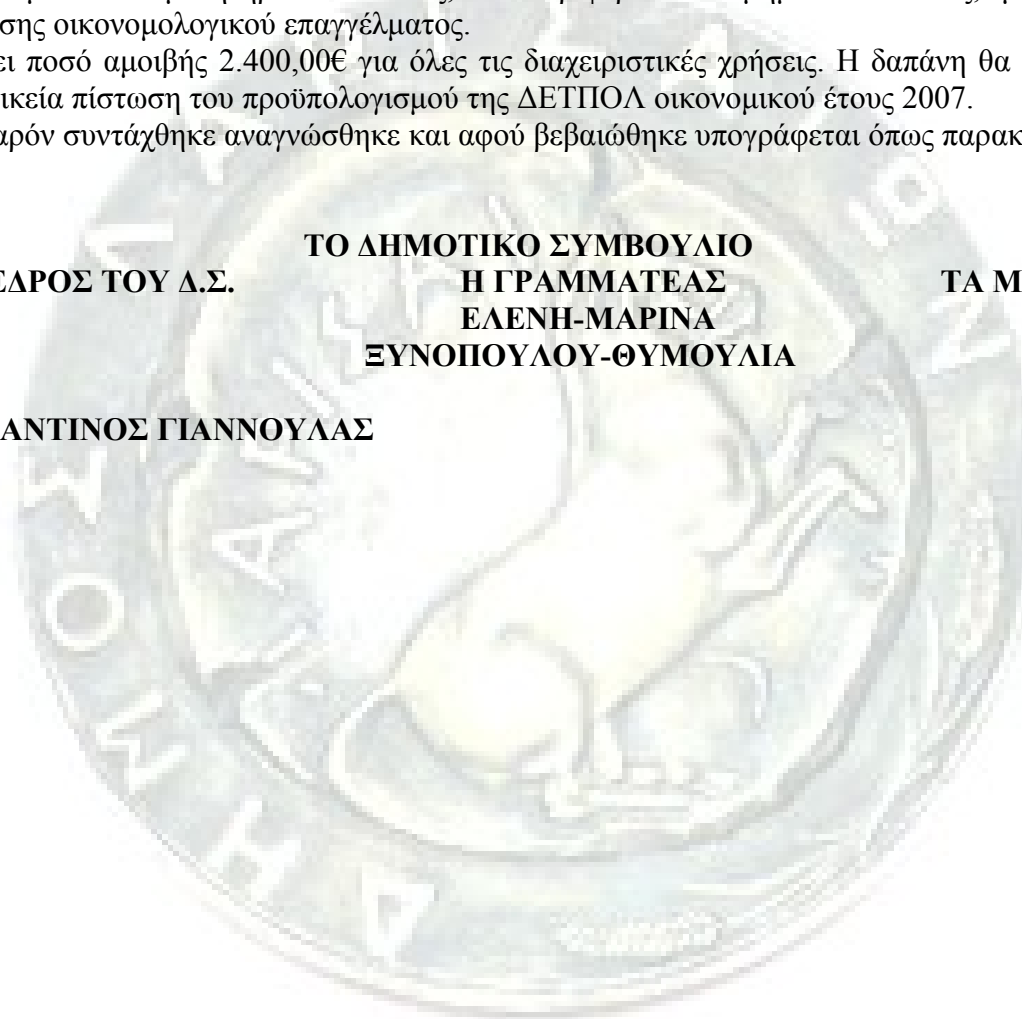 σης οικονομολογικού επαγγέλματος.
ει ποσό αμοιβής 2.400,00€ για όλες τις διαχειριστικές χρήσεις. Η δαπάνη θα
ικεία πίστωση του προϋπολογισμού της ΔΕΤΠΟΛ οικονομικού έτους 2007.
αρόν συντάχθηκε αναγνώσθηκε και αφού βεβαιώθηκε υπογράφεται όπως παρακ
ΤΟ ΔΗΜΟΤΙΚΟ ΣΥΜΒΟΥΛΙΟ
ΕΔΡΟΣ ΤΟΥ Δ.Σ. Η ΓΡΑΜΜΑΤΕΑΣ ΤΑ Μ
ΕΛΕΝΗ-ΜΑΡΙΝΑ
ΞΥΝΟΠΟΥΛΟΥ-ΘΥΜΟΥΛΙΑ
ΑΝΤΙΝΟΣ ΓΙΑΝΝΟΥΛΑΣ
ΔΗΜΟΣ